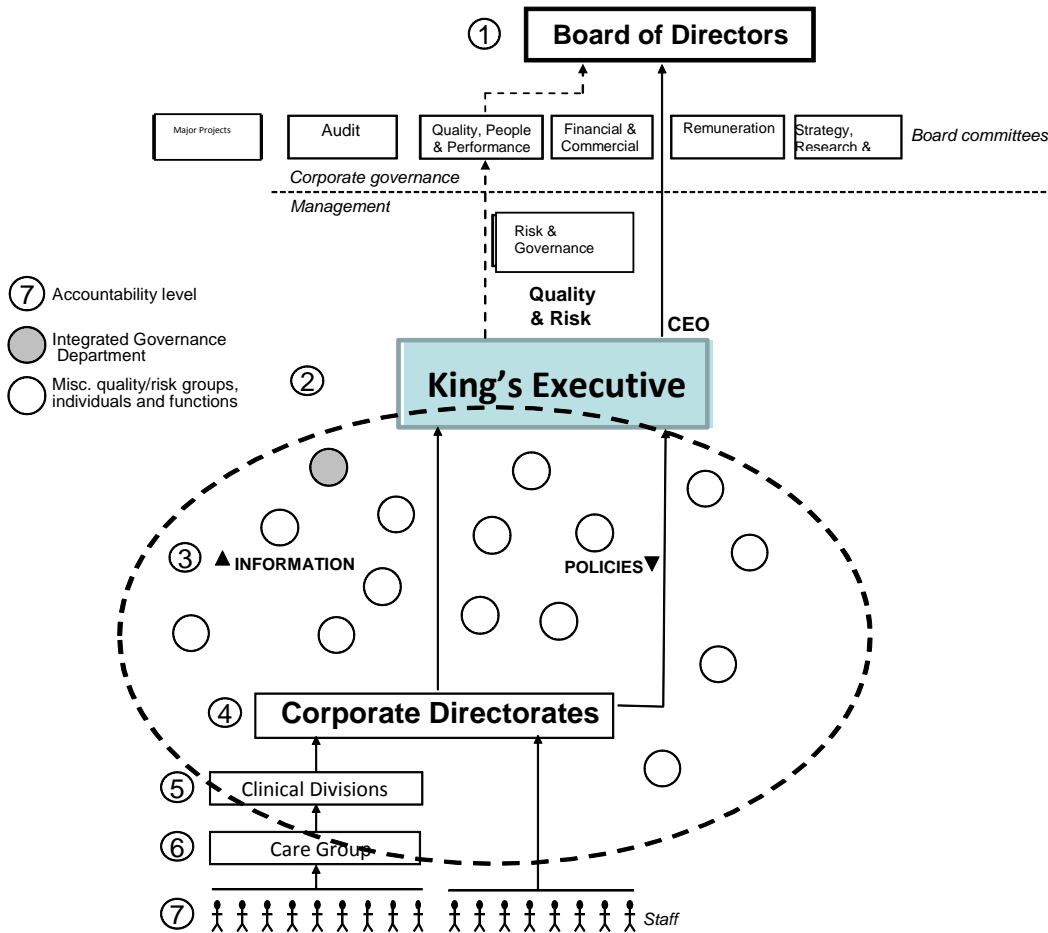 1
Board of Directors
Major Projects
Audit
Quality, People
& Performance
Financial &
Commercial
Remuneration
Strategy,
Research &
Board committees
Corporate governance
Management
Risk &
Governance
Quality
& Risk
CEO
7 Accountability level
Integrated Governance
Department
Misc. quality/risk groups,
individuals and functions
2
King’s Executive
3
INFORMATION
POLICIES
4
Corporate Directorates
5
Clinical Divisions
6
Care Group
7
Staff